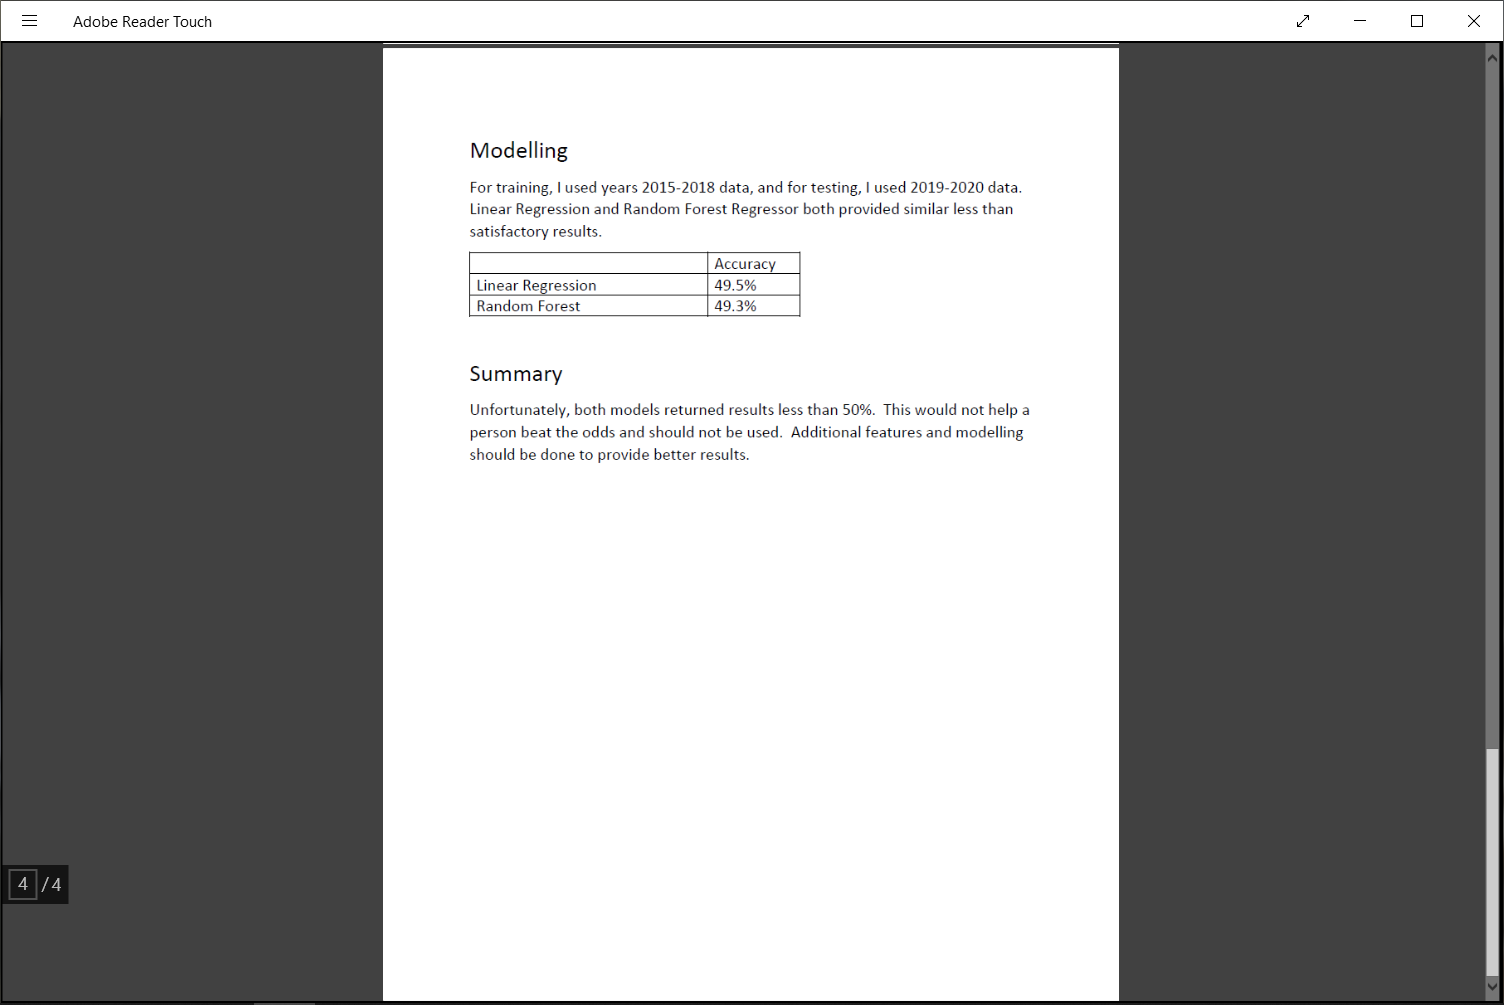 Adobe Reader Touch
Modelling
For training, I used years 2015-2018 data, and for testing, I used 2019-2020 data.
Linear Regression and Random Forest Regressor both provided similar less than
satisfactory results.
Accuracy
Linear Regression 49.5%
Random Forest 49.3%
Summary
Unfortunately, both models returned results less than 50%.  This would not help a
person beat the odds and should not be used.  Additional features and modelling
should be done to provide better results.
4 / 4